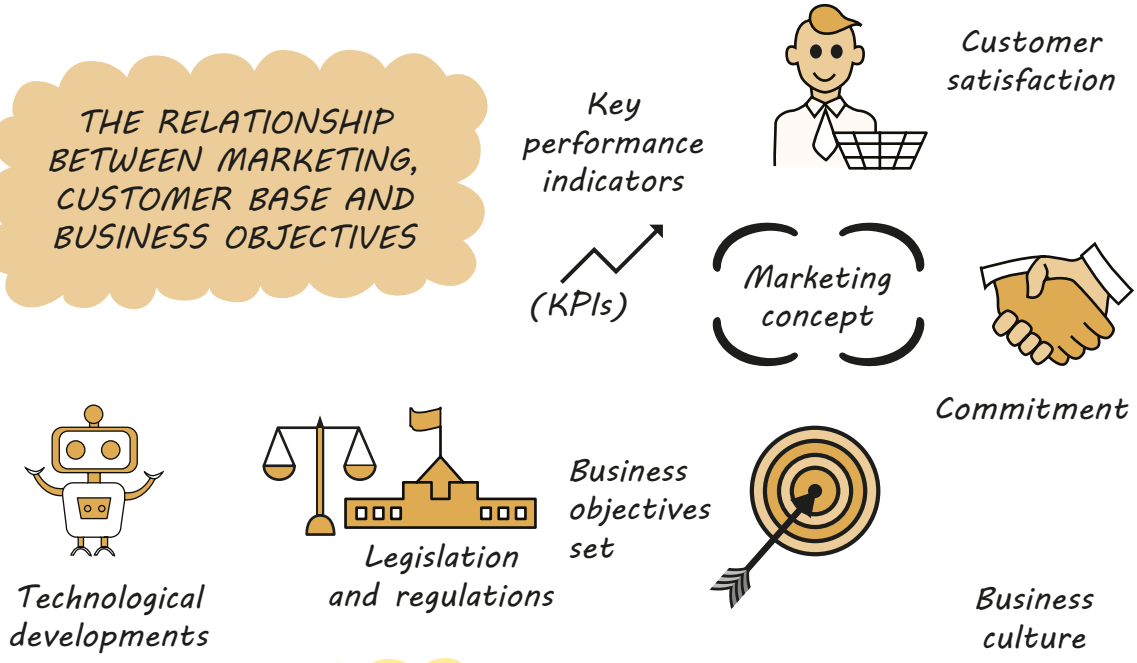 THE RELATIONSHIP
BETWEEN MARKETING,
CUSTOMER BASE AND
BUSINESS OBJECTIVES
Key
performance
indicators
(KPIs)
Customer
satisfaction
Marketing
concept
Commitment
Business
objectives
set
Legislation
and regulations
Technological
developments
Business
culture